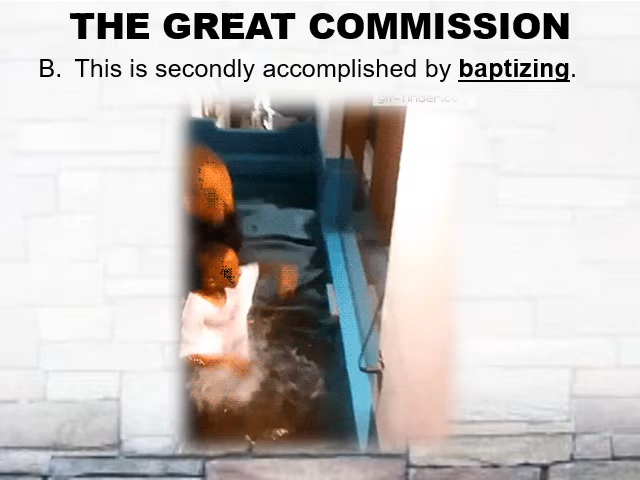 THE GREAT COMMISSION
B. This is secondly accomplished by baptizing.